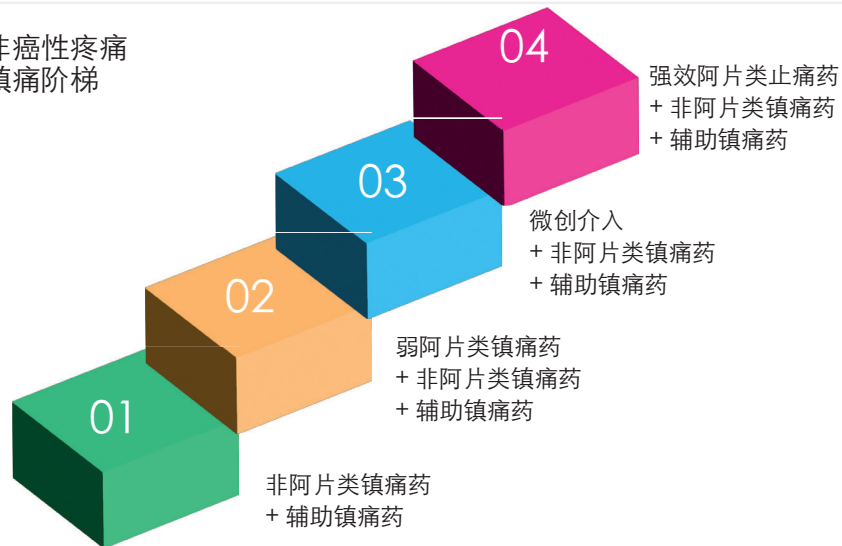 非癌性疼痛
镇痛阶梯
04
强效阿片类止痛药
+ 非阿片类镇痛药
+ 辅助镇痛药
03
微创介入
+ 非阿片类镇痛药
+ 辅助镇痛药
02
弱阿片类镇痛药
+ 非阿片类镇痛药
+ 辅助镇痛药
01
非阿片类镇痛药
+ 辅助镇痛药